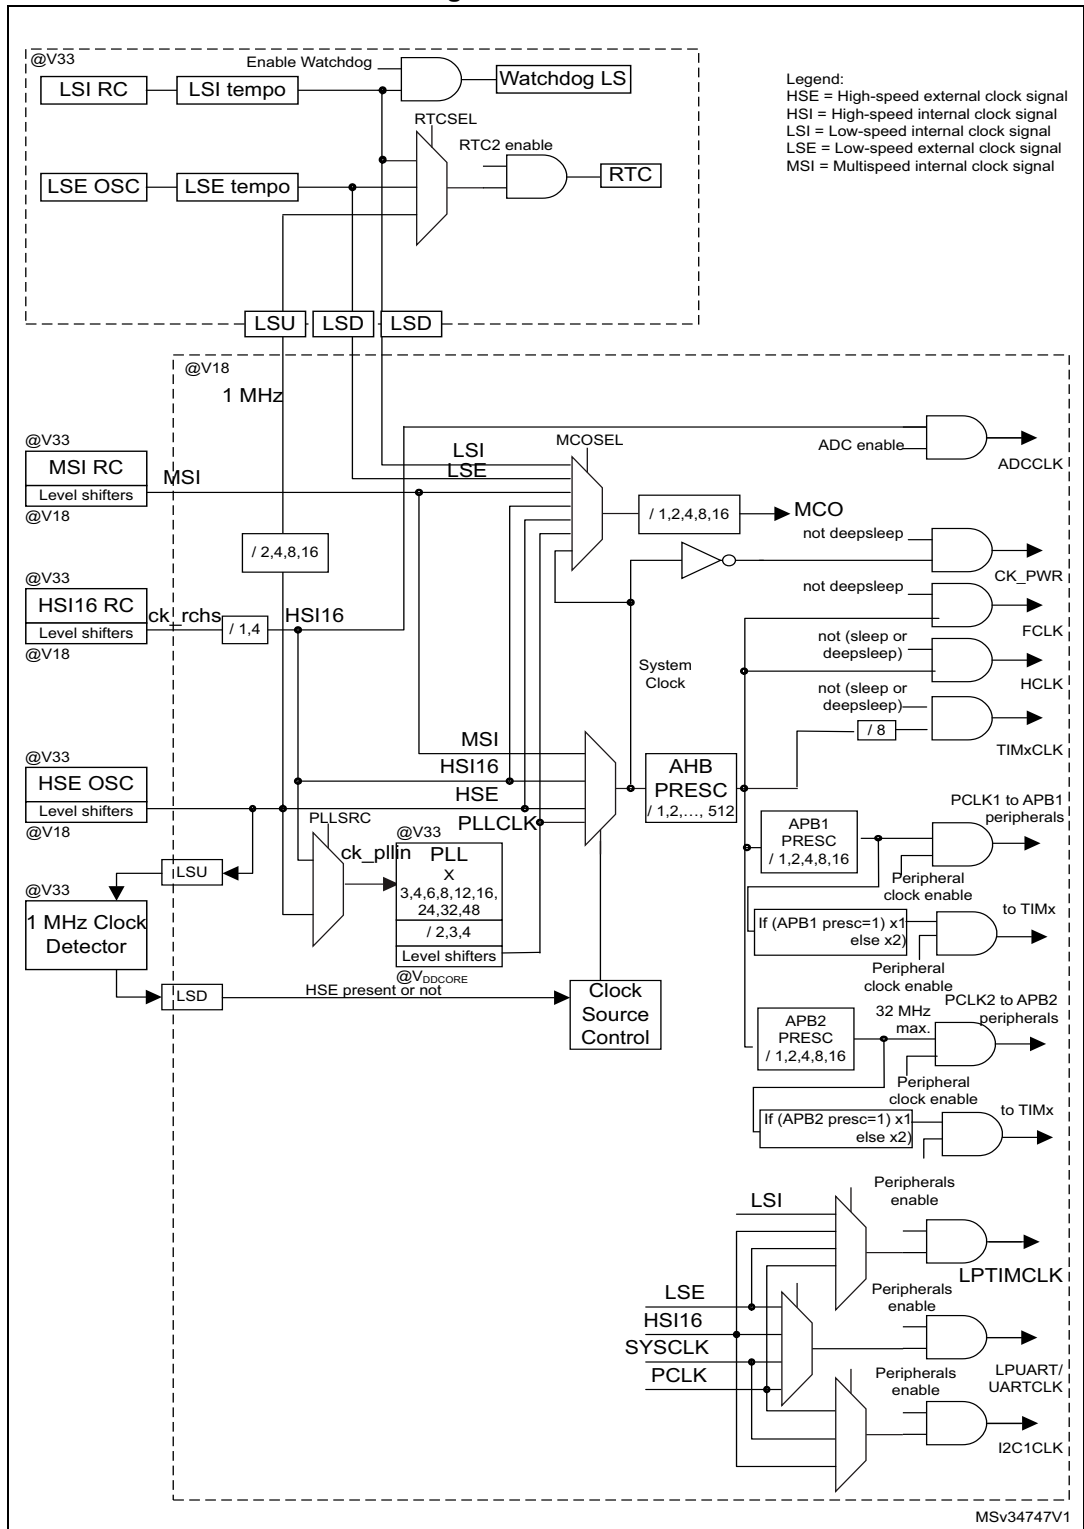 @V33
Enable Watchdog
LSI RC
LSI tempo
Watchdog LS
Legend:
HSE = High-speed external clock signal
HSI = High-speed internal clock signal
LSI = Low-speed internal clock signal
LSE = Low-speed external clock signal
MSI = Multispeed internal clock signal
RTCSEL
RTC2 enable
LSE OSC
LSE tempo
RTC
LSU
LSD
LSD
@V18
1 MHz
@V33
MSI RC
Level shifters
@V18
MSI
LSI
LSE
MCOSEL
ADC enable
ADCCLK
/ 1,2,4,8,16
MCO
/ 2,4,8,16
not deepsleep
CK_PWR
@V33
HSI16 RC
Level shifters
@V18
ck_rchs
/ 1,4
HSI16
not deepsleep
FCLK
System
Clock
not (sleep or
deepsleep)
HCLK
not (sleep or
deepsleep)
/ 8
TIMxCLK
@V33
HSE OSC
Level shifters
@V18
MSI
HSI16
HSE
PLLCLK
AHB
PRESC
/ 1,2,..., 512
PLLSRC
ck_pllin
@V33
PLL
X
3,4,6,8,12,16,
24,32,48
/ 2,3,4
Level shifters
@VDDCORE
PCLK1 to APB1
peripherals
APB1
PRESC
/ 1,2,4,8,16
Peripheral
clock enable
LSU
@V33
1 MHz Clock
Detector
LSD
HSE present or not
Clock
Source
Control
If (APB1 presc=1) x1
else x2)
to TIMx
Peripheral
clock enable
PCLK2 to APB2
peripherals
32 MHz
max.
APB2
PRESC
/ 1,2,4,8,16
Peripheral
clock enable
If (APB2 presc=1) x1
else x2)
to TIMx
Peripherals
enable
LSI
LPTIMCLK
LSE
HSI16
SYSCLK
PCLK
Peripherals
enable
LPUART/
UARTCLK
Peripherals
enable
I2C1CLK
MSv34747V1